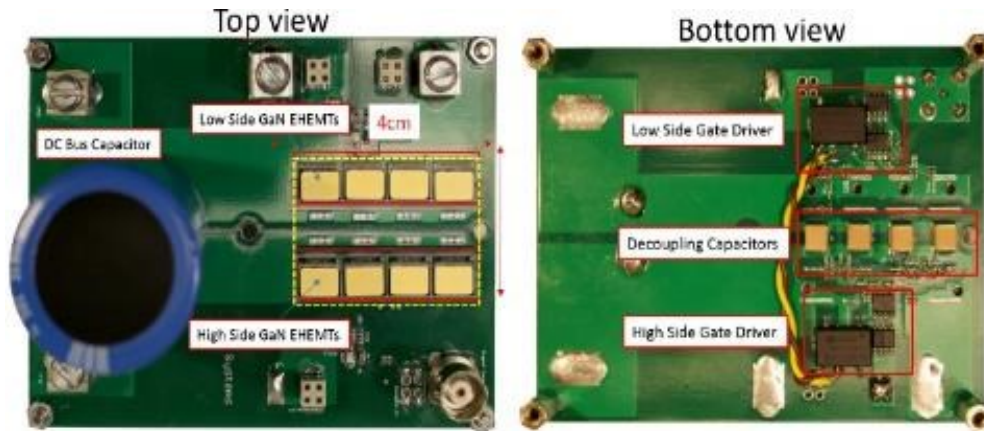 Top view
Bottom view
Low Side GaN EHEMTs
4cm
DC Bus Capacitor
High Side GaN EHEMTs
Systems
Low Side Gate Driver
Decoupling Capacitors
High Side Gate Driver